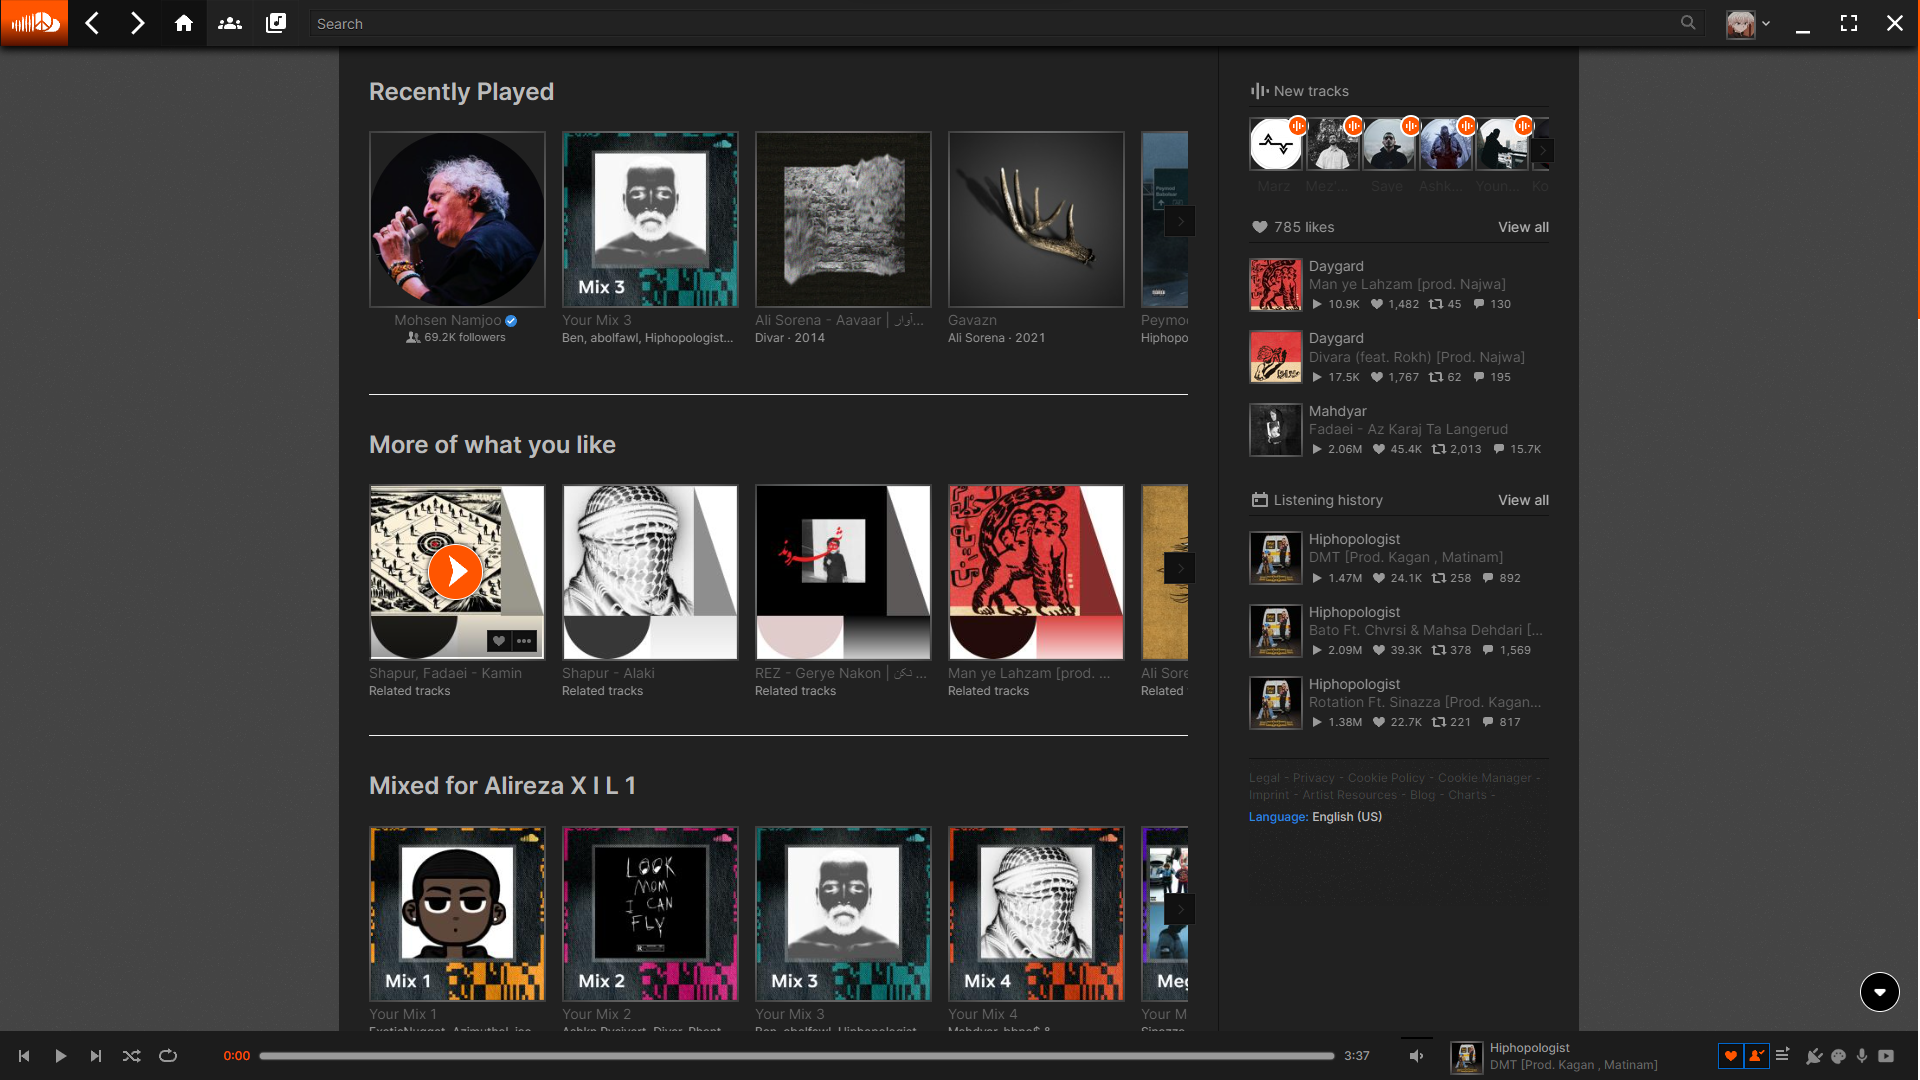 Search
Recently Played
Mix 3
Mohsen Namjoo
69.2K followers
Your Mix 3
Ben, abolfawl, Hiphopologist...
Ali Sorena - Aavaar | آوار...
Divar · 2014
Gavazn
Ali Sorena · 2021
Peymo
Hiphopo
More of what you like
Shapur, Fadaei - Kamin
Related tracks
Shapur - Alaki
Related tracks
REZ - Gerye Nakon | نکن ...
Related tracks
Man ye Lahzam [prod. ...
Related tracks
Ali Sore
Related
Mixed for Alireza X I L 1
Mix 1
LOOK
MOM
I CAN
FLY
Mix 2
Mix 3
Mix 4
Meg
Your Mix 1
Your Mix 2
Your Mix 3
Your Mix 4
Your M
New tracks
Marz
Mez'...
Save
Ashk...
Youn...
Ko
785 likes
View all
Daygard
Man ye Lahzam [prod. Najwa]
10.9K 1,482 45 130
Daygard
Divara (feat. Rokh) [Prod. Najwa]
17.5K 1,767 62 195
Mahdyar
Fadaei - Az Karaj Ta Langerud
2.06M 45.4K 2,013 15.7K
Listening history
View all
Hiphopologist
DMT [Prod. Kagan , Matinam]
1.47M 24.1K 258 892
Hiphopologist
Bato Ft. Chvrsi & Mahsa Dehdari [...
2.09M 39.3K 378 1,569
Hiphopologist
Rotation Ft. Sinazza [Prod. Kagan...
1.38M 22.7K 221 817
Legal - Privacy - Cookie Policy - Cookie Manager -
Imprint - Artist Resources - Blog - Charts -
Language: English (US)
0:00
3:37
Hiphopologist
DMT [Prod. Kagan , Matinam]